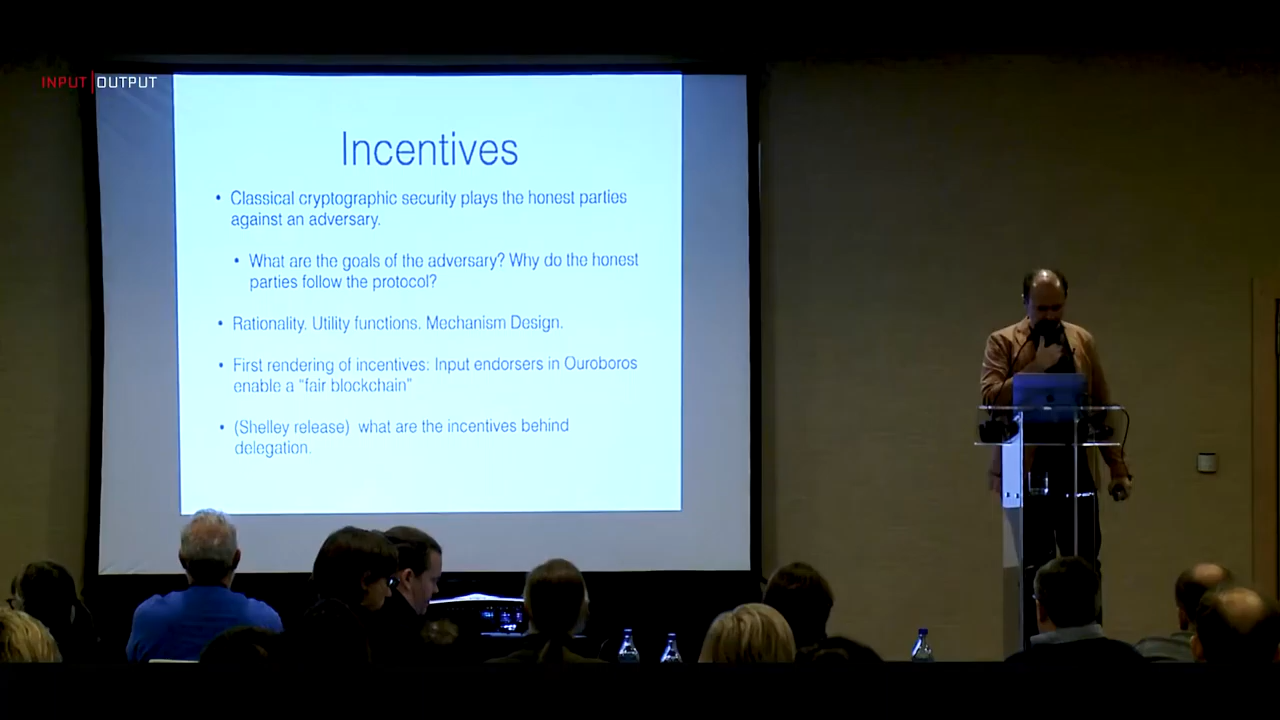 INPUT|OUTPUT
Incentives
• Classical cryptographic security plays the honest parties
against an adversary.
• What are the goals of the adversary? Why do the honest
parties follow the protocol?
• Rationality. Utility functions. Mechanism Design.
• First rendering of incentives: Input endorsers in Ouroboros
enable a “fair blockchain”
• (Shelley release) what are the incentives behind
delegation.